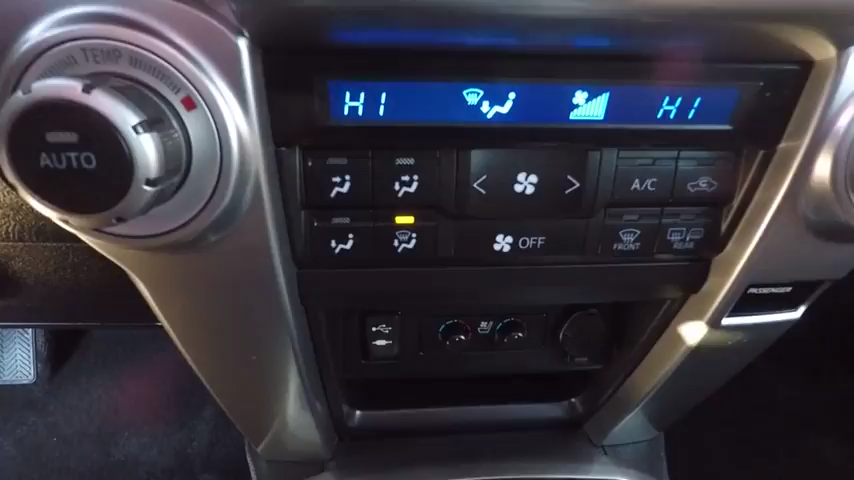 TEMP
HI HI
AUTO
< >
A/C
OFF
FRONT
REAR
PASSENGER